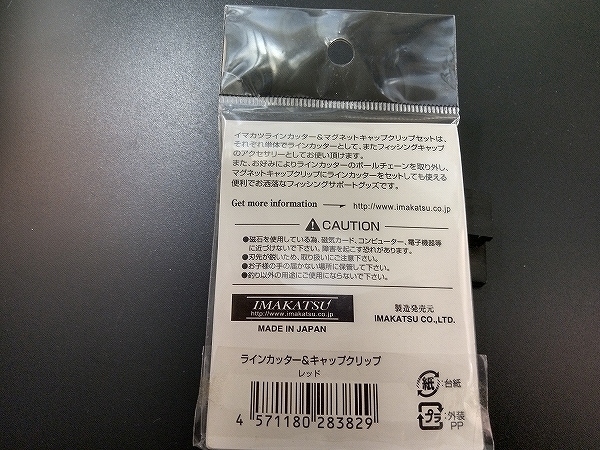 イマカツラインカッター&マグネットキャップクリップセットは、
それぞれ単体でラインカッターとして、またフィッシングキャップ
のアクセサリーとしてお使い頂けます。
また、お好みによりラインカッターのボールチェーンを取り外し、
マグネットキャップクリップにラインカッターをセットしても使える
便利でお洒落なフィッシングサポートグッズです。
Get more information → http://www.imakatsu.co.jp
CAUTION
●磁石を使用している為、磁気カード、コンピューター、電子機器等
に近づけないで下さい。障害を起こす恐れがあります。
●刃先が鋭いため、取り扱いにご注意下さい。
●お子様の手の届かない場所に保管して下さい。
●釣り以外の用途にご使用にならないで下さい。
IMAKATSU
http://www.imakatsu.co.jp
MADE IN JAPAN
製造発売元
IMAKATSU CO.,LTD.
ラインカッター&キャップクリップ
レッド
4 571180 283829
紙:台紙
プラ:外装
PP